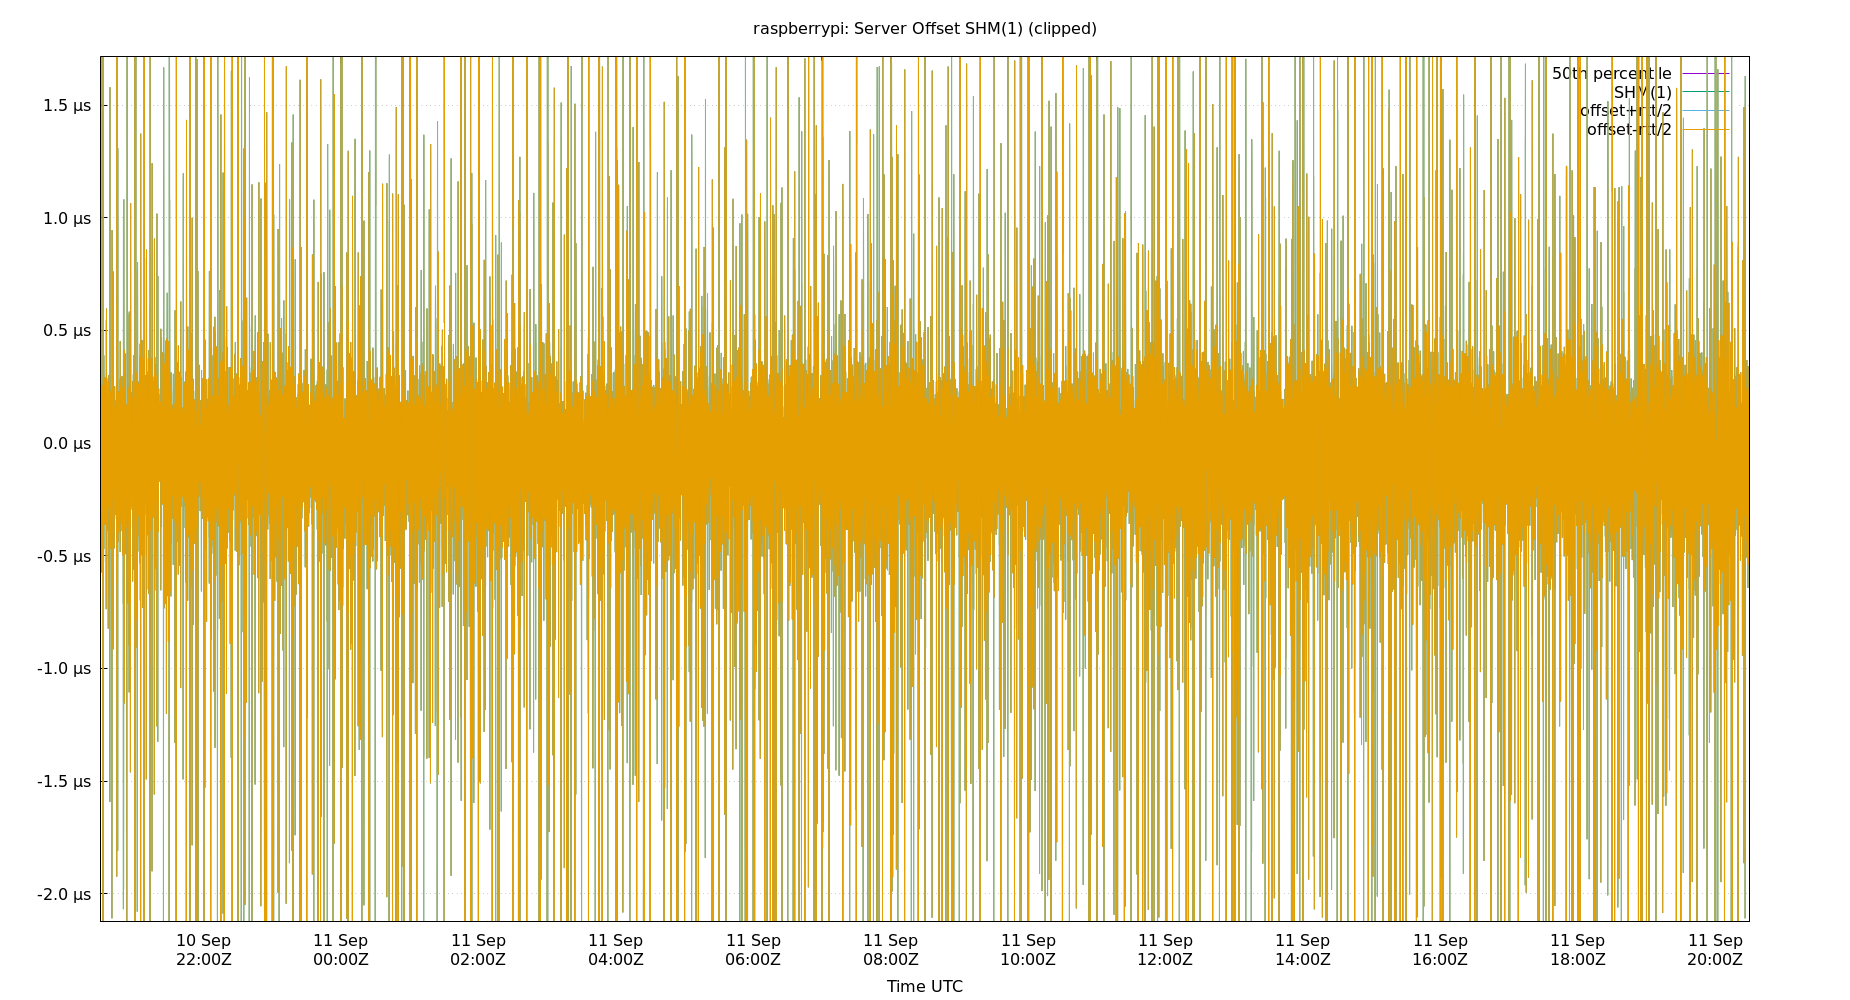 raspberrypi: Server Offset SHM(1) (clipped)
50th percentile
SHM(1)
offset+rtt/2
offset-rtt/2
1.5 µs
1.0 µs
0.5 µs
0.0 µs
-0.5 µs
-1.0 µs
-1.5 µs
-2.0 µs
10 Sep 11 Sep 11 Sep 11 Sep 11 Sep 11 Sep 11 Sep 11 Sep 11 Sep 11 Sep 11 Sep 11 Sep
22:00Z 00:00Z 02:00Z 04:00Z 06:00Z 08:00Z 10:00Z 12:00Z 14:00Z 16:00Z 18:00Z 20:00Z
Time UTC